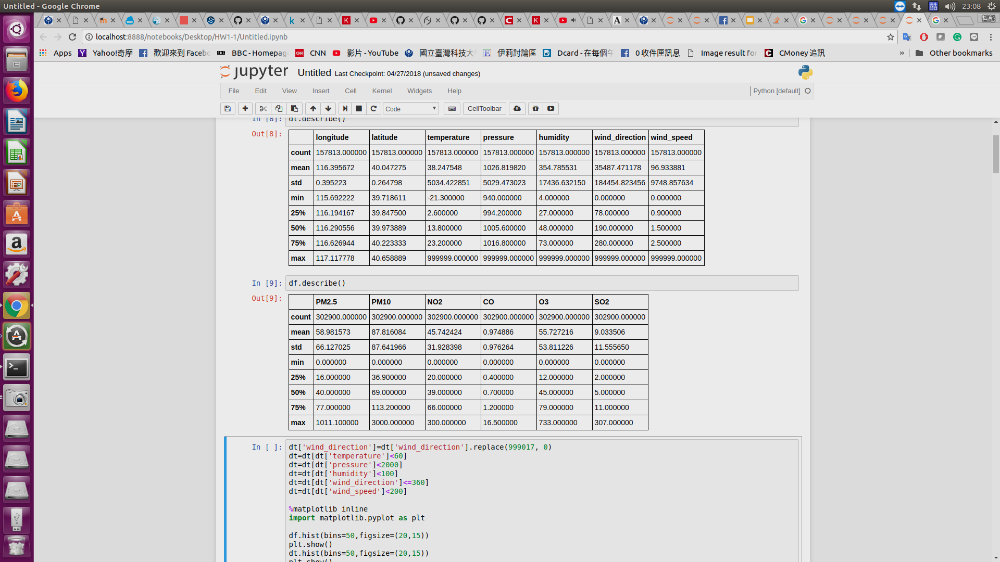 Untitled - Google Chrome
酷
23:08
哲魁
localhost:8888/notebooks/Desktop/HW1-1/Untitled.ipynb
Apps Yahoo!奇摩 歡迎來到 Facebo BBC - Homepag CNN 影片 - YouTube 國立臺灣科技大 伊莉討論區 Dcard - 在每個 0 收件匣訊息 Image result for CMoney 追訊 » Other bookmarks
jupyter Untitled Last Checkpoint: 04/27/2018 (unsaved changes)
File Edit View Insert Cell Kernel Widgets Help Python [default]
Code CellToolbar
In [8]: dt.describe()
Out[8]:
longitude latitude temperature pressure humidity wind_direction wind_speed
count 157813.000000 157813.000000 157813.000000 157813.000000 157813.000000 157813.000000 157813.000000
mean 116.395672 40.047275 38.247548 1026.819820 354.785531 35487.471178 96.933881
std 0.395223 0.264798 5034.422851 5029.473023 17436.632150 184454.823456 9748.857634
min 115.692222 39.718611 -21.300000 940.000000 4.000000 0.000000 0.000000
25% 116.194167 39.847500 2.600000 994.200000 27.000000 78.000000 0.900000
50% 116.290556 39.973889 13.800000 1005.600000 48.000000 190.000000 1.500000
75% 116.626944 40.223333 23.200000 1016.800000 73.000000 280.000000 2.500000
max 117.117778 40.658889 999999.000000 999999.000000 999999.000000 999999.000000 999999.000000
In [9]: df.describe()
Out[9]:
PM2.5 PM10 NO2 CO O3 SO2
count 302900.000000 302900.000000 302900.000000 302900.000000 302900.000000 302900.000000
mean 58.981573 87.816084 45.742424 0.974886 55.727216 9.033506
std 66.127025 87.641966 31.928398 0.976264 53.811226 11.555650
min 0.000000 0.000000 0.000000 0.000000 0.000000 0.000000
25% 16.000000 36.900000 20.000000 0.400000 12.000000 2.000000
50% 40.000000 69.000000 39.000000 0.700000 45.000000 5.000000
75% 77.000000 113.200000 66.000000 1.200000 79.000000 11.000000
max 1011.100000 3000.000000 300.000000 16.500000 733.000000 307.000000
In [ ]: dt['wind_direction']=dt['wind_direction'].replace(999017, 0)
dt=dt[dt['temperature']<60]
dt=dt[dt['pressure']<2000]
dt=dt[dt['humidity']<100]
dt=dt[dt['wind_direction']<=360]
dt=dt[dt['wind_speed']<200]
%matplotlib inline
import matplotlib.pyplot as plt
df.hist(bins=50,figsize=(20,15))
plt.show()
dt.hist(bins=50,figsize=(20,15))
plt.show()